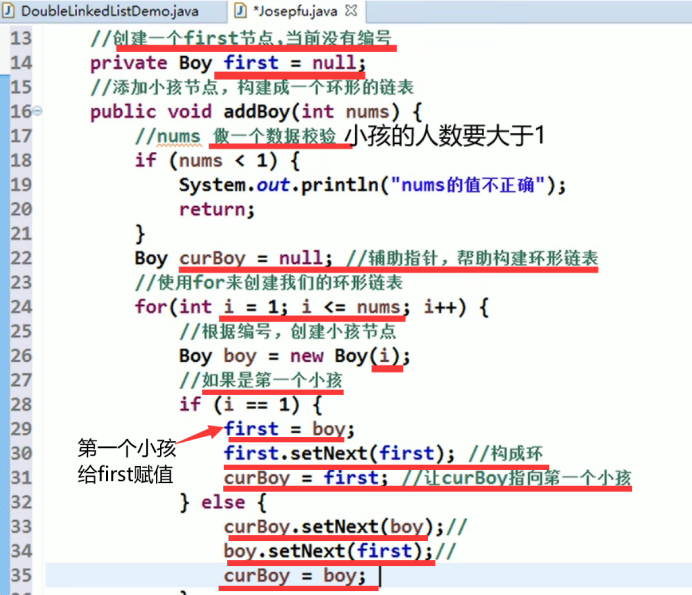 DoubleLinkedListDemo.java *Josepfu.java
13 //创建一个first节点,当前没有编号
14 private Boy first = null;
15 //添加小孩节点，构建成一个环形的链表
16 public void addBoy(int nums) {
17 //nums 做一个数据校验 小孩的人数要大于1
18 if (nums < 1) {
19 System.out.println("nums的值不正确");
20 return;
21 }
22 Boy curBoy = null; //辅助指针，帮助构建环形链表
23 //使用for来创建我们的环形链表
24 for(int i = 1; i <= nums; i++) {
25 //根据编号，创建小孩节点
26 Boy boy = new Boy(i);
27 //如果是第一个小孩
28 if (i == 1) {
29 first = boy;
第一个小孩
给first赋值
30 first.setNext(first); //构成环
31 curBoy = first; //让curBoy指向第一个小孩
32 } else {
33 curBoy.setNext(boy);//
34 boy.setNext(first);//
35 curBoy = boy;